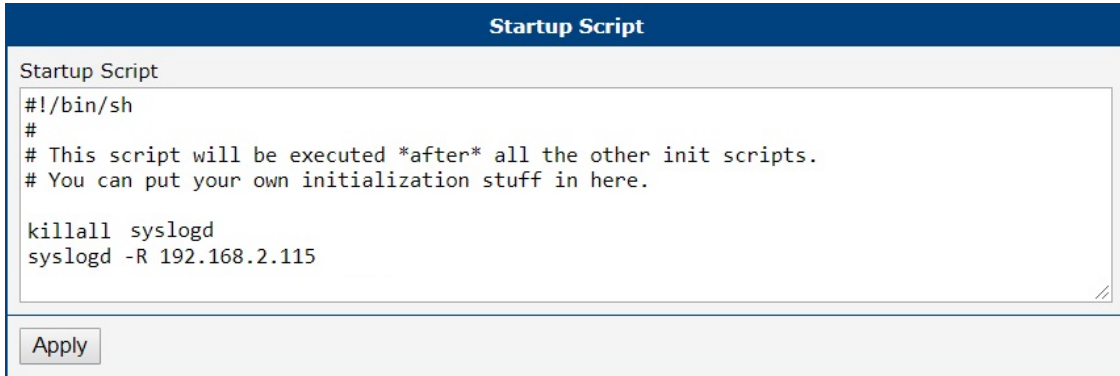 Startup Script
Startup Script
#!/bin/sh
#
# This script will be executed *after* all the other init scripts.
# You can put your own initialization stuff in here.
killall syslogd
syslogd -R 192.168.2.115
Apply